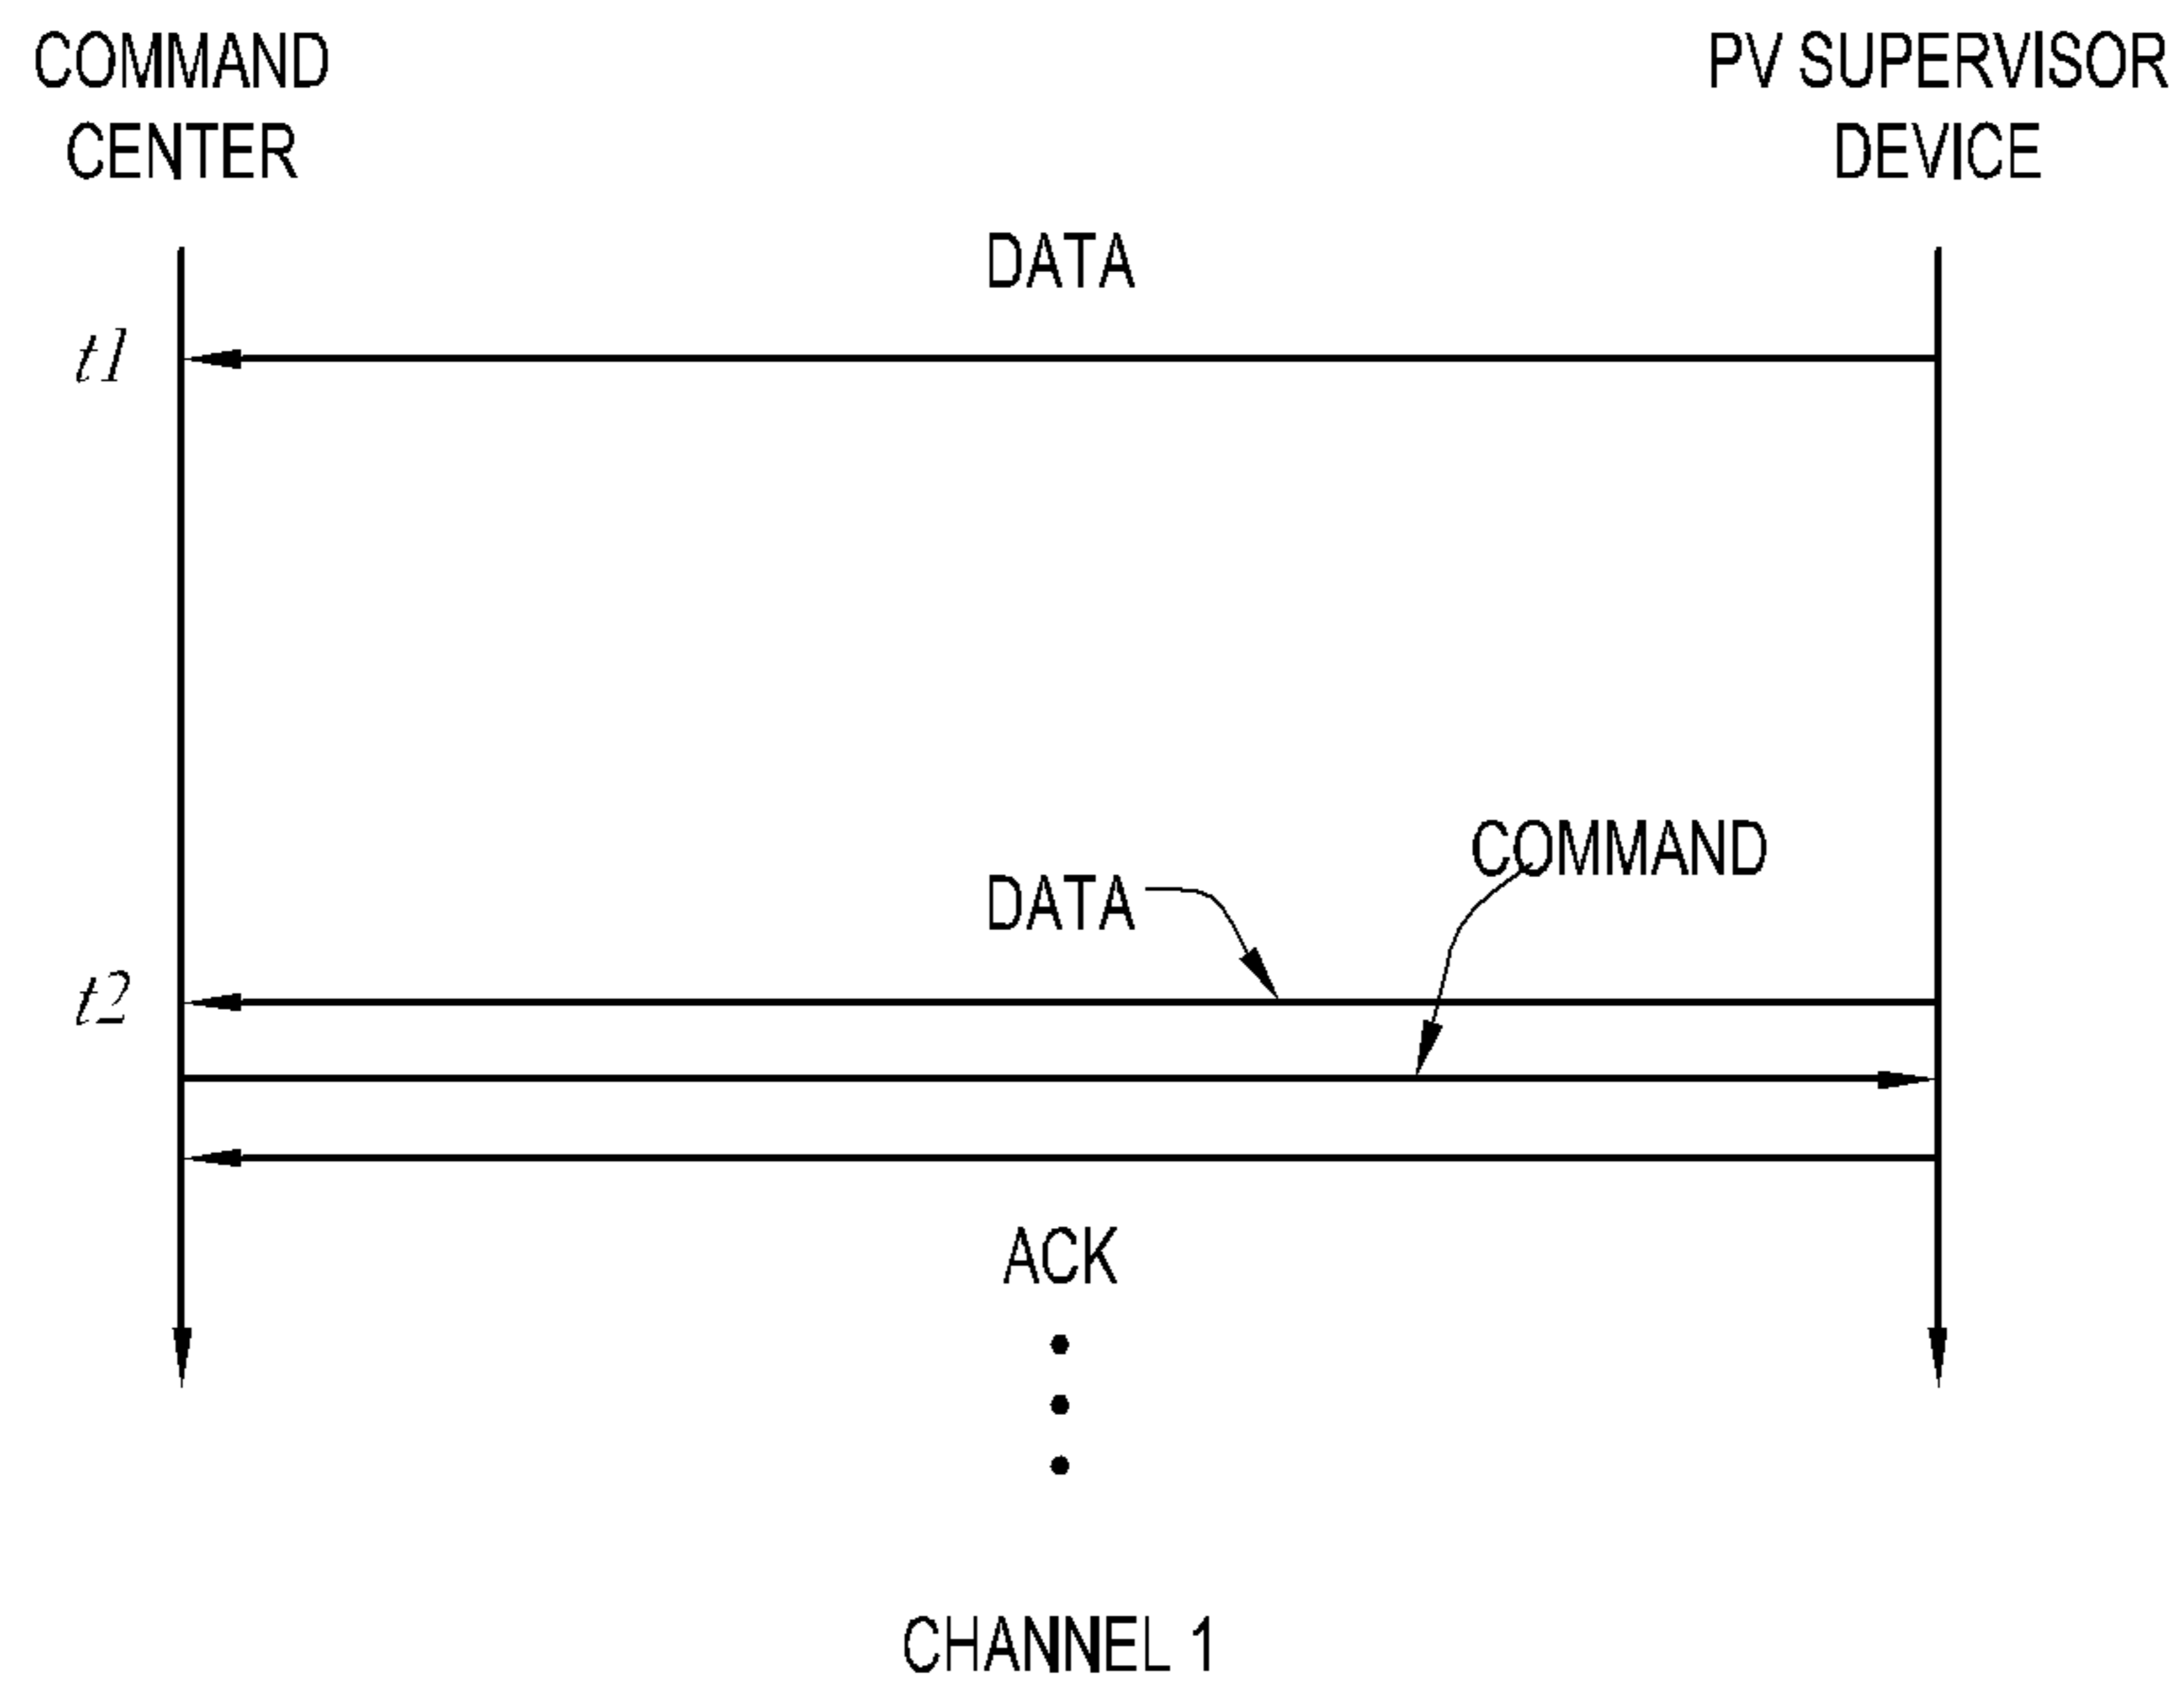 COMMAND
CENTER
PV SUPERVISOR
DEVICE
DATA
t1
COMMAND
DATA
t2
ACK
CHANNEL 1